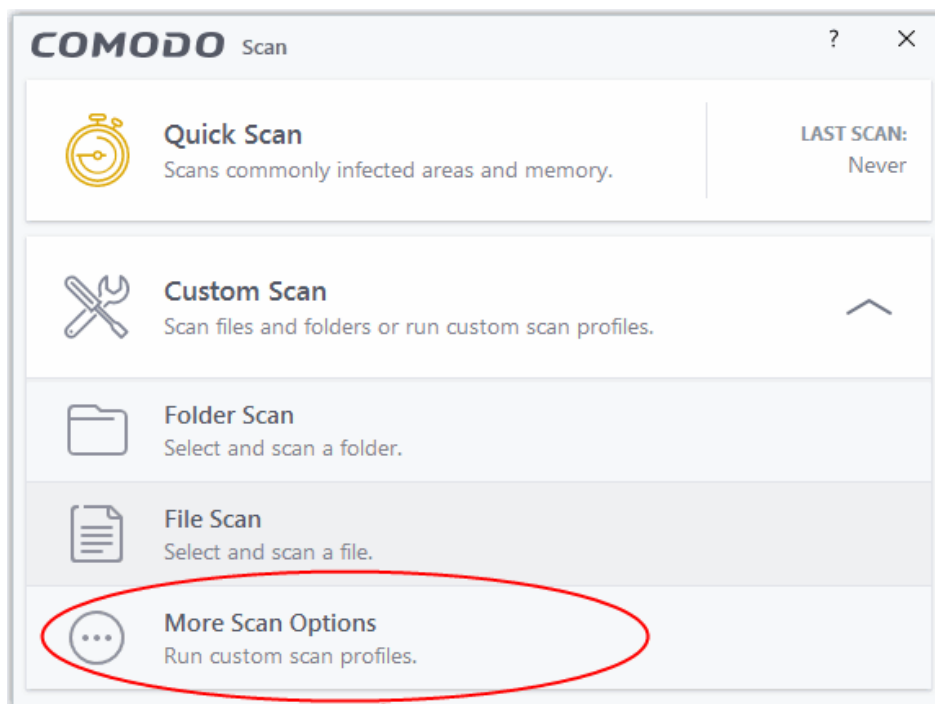 COMODO Scan ?
Quick Scan
Scans commonly infected areas and memory.
LAST SCAN:
Never
Custom Scan
Scan files and folders or run custom scan profiles.
Folder Scan
Select and scan a folder.
File Scan
Select and scan a file.
More Scan Options
Run custom scan profiles.